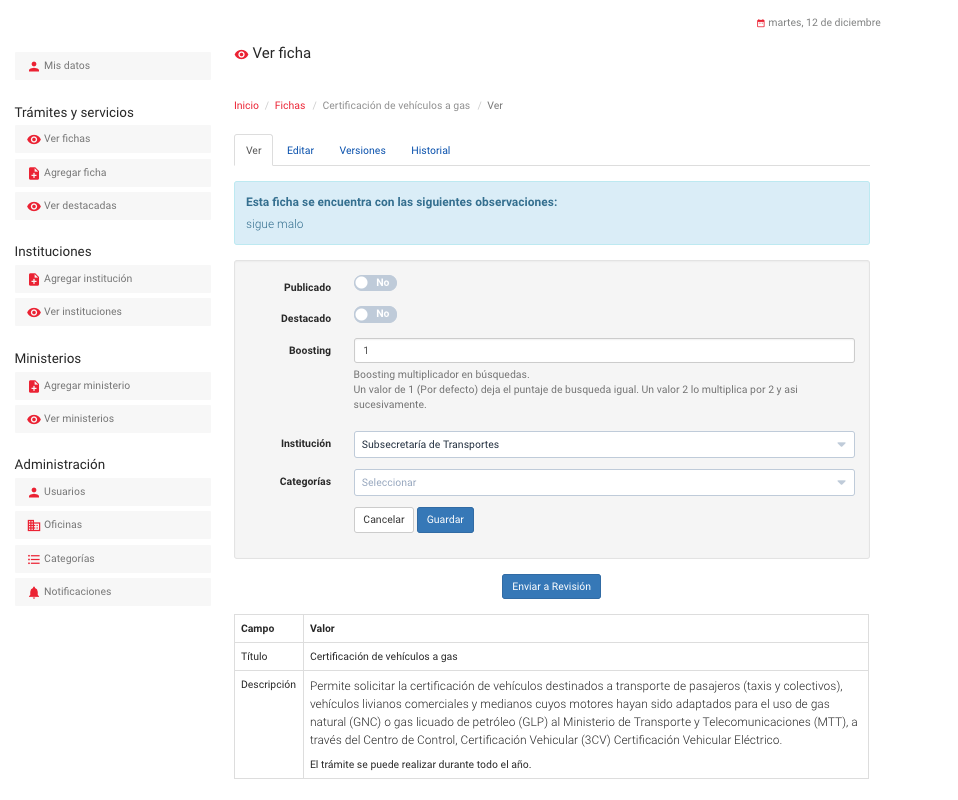 martes, 12 de diciembre
Mis datos
Trámites y servicios
Ver fichas
Agregar ficha
Ver destacadas
Instituciones
Agregar institución
Ver instituciones
Ministerios
Agregar ministerio
Ver ministerios
Administración
Usuarios
Oficinas
Categorías
Notificaciones
Ver ficha
Inicio / Fichas / Certificación de vehículos a gas / Ver
Ver Editar Versiones Historial
Esta ficha se encuentra con las siguientes observaciones:
sigue malo
Publicado No
Destacado No
Boosting 1
Boosting multiplicador en búsquedas.
Un valor de 1 (Por defecto) deja el puntaje de busqueda igual. Un valor 2 lo multiplica por 2 y asi
sucesivamente.
Institución Subsecretaría de Transportes
Categorías Seleccionar
Cancelar Guardar
Enviar a Revisión
Campo Valor
Título Certificación de vehículos a gas
Descripción Permite solicitar la certificación de vehículos destinados a transporte de pasajeros (taxis y colectivos),
vehículos livianos comerciales y medianos cuyos motores hayan sido adaptados para el uso de gas
natural (GNC) o gas licuado de petróleo (GLP) al Ministerio de Transporte y Telecomunicaciones (MTT), a
través del Centro de Control, Certificación Vehicular (3CV) Certificación Vehicular Eléctrico.
El trámite se puede realizar durante todo el año.